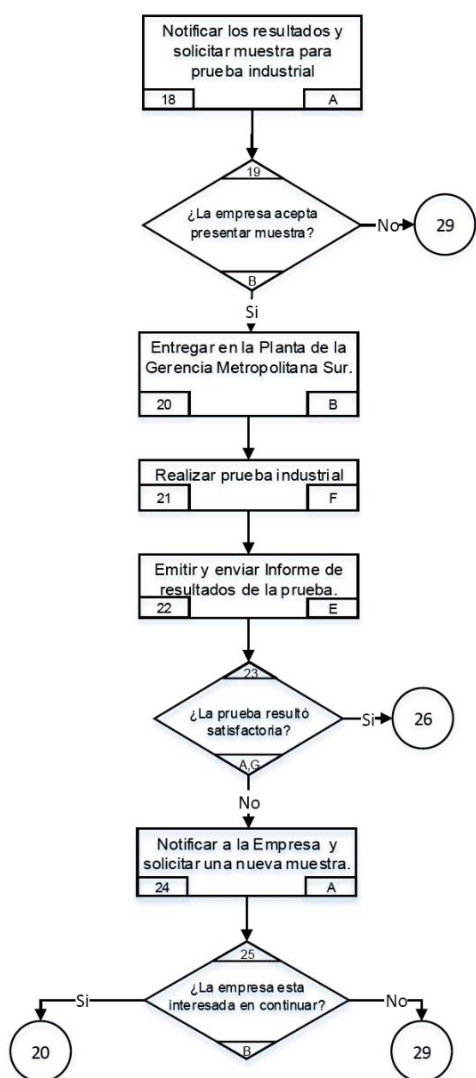 Notificar los resultados y
solicitar muestra para
prueba industrial
18 A
19
¿La empresa acepta
presentar muestra?
No
29
B
Si
Entregar en la Planta de la
Gerencia Metropolitana Sur.
20 B
Realizar prueba industrial
21 F
Emitir y enviar Informe de
resultados de la prueba.
22 E
23
¿La prueba resultó
satisfactoria?
Si
26
A,G
No
Notificar a la Empresa y
solicitar una nueva muestra.
24 A
25
¿La empresa esta
interesada en continuar?
Si
No
B
20
29